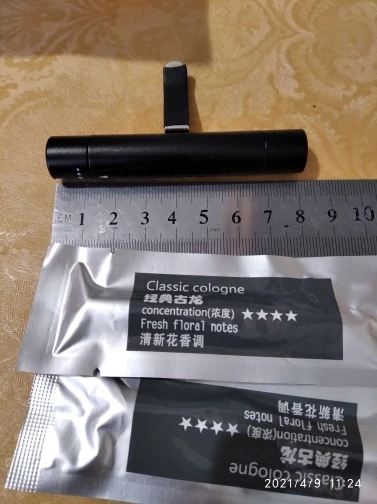 CM 1 2 3 4 5 6 7 8 9 10
mm
Classic cologne
经典古龙
concentration(浓度) ★★★★
Fresh floral notes
清新花香调
清新花香调
Fresh floral notes
concentration(浓度) ★★★★
经典古龙
Classic cologne
2021/4/9 11:24